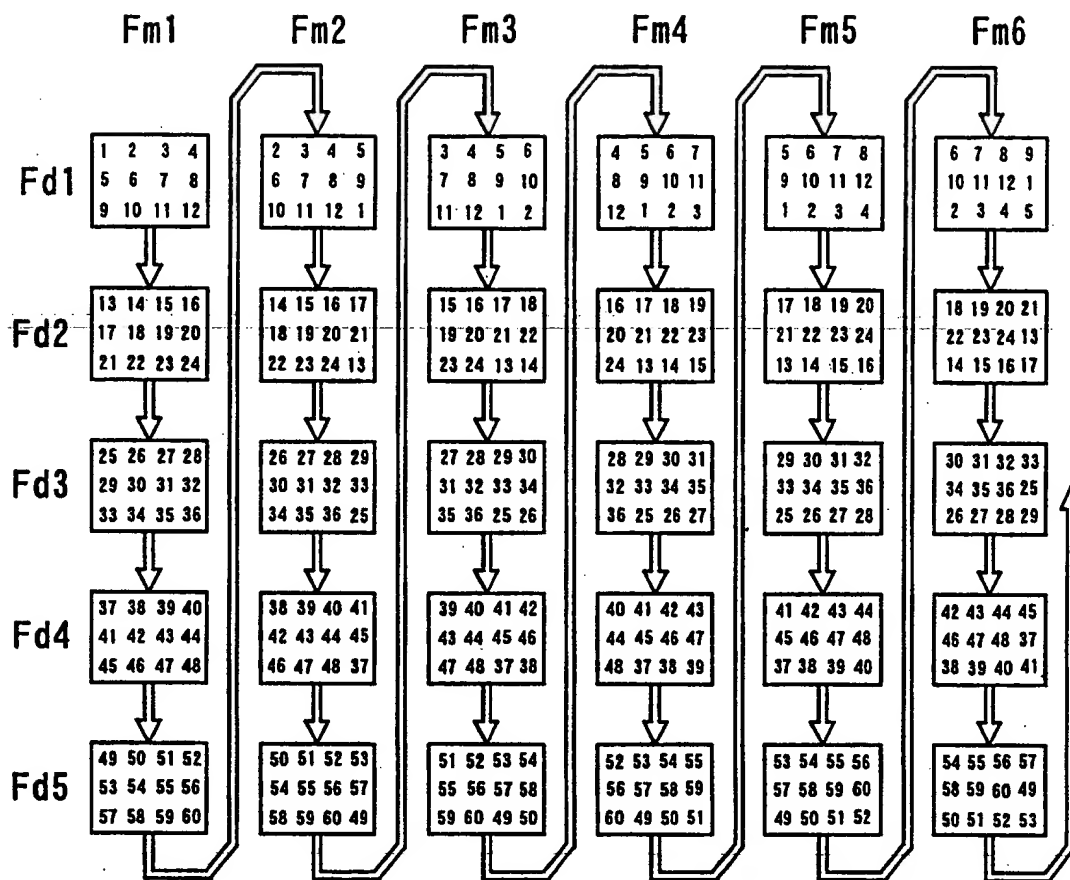 Fm1 Fm2 Fm3 Fm4 Fm5 Fm6
Fd1
1 2 3 4 2 3 4 5 3 4 5 6 4 5 6 7 5 6 7 8 6 7 8 9
5 6 7 8 6 7 8 9 7 8 9 10 8 9 10 11 9 10 11 12 10 11 12 1
9 10 11 12 10 11 12 1 11 12 1 2 12 1 2 3 1 2 3 4 2 3 4 5
Fd2
13 14 15 16 14 15 16 17 15 16 17 18 16 17 18 19 17 18 19 20 18 19 20 21
17 18 19 20 18 19 20 21 19 20 21 22 20 21 22 23 21 22 23 24 22 23 24 13
21 22 23 24 22 23 24 13 23 24 13 14 24 13 14 15 13 14 15 16 14 15 16 17
Fd3
25 26 27 28 26 27 28 29 27 28 29 30 28 29 30 31 29 30 31 32 30 31 32 33
29 30 31 32 30 31 32 33 31 32 33 34 32 33 34 35 33 34 35 36 34 35 36 25
33 34 35 36 34 35 36 25 35 36 25 26 36 25 26 27 25 26 27 28 26 27 28 29
Fd4
37 38 39 40 38 39 40 41 39 40 41 42 40 41 42 43 41 42 43 44 42 43 44 45
41 42 43 44 42 43 44 45 43 44 45 46 44 45 46 47 45 46 47 48 46 47 48 37
45 46 47 48 46 47 48 37 47 48 37 38 48 37 38 39 37 38 39 40 38 39 40 41
Fd5
49 50 51 52 50 51 52 53 51 52 53 54 52 53 54 55 53 54 55 56 54 55 56 57
53 54 55 56 54 55 56 57 55 56 57 58 56 57 58 59 57 58 59 60 58 59 60 49
57 58 59 60 58 59 60 49 59 60 49 50 60 49 50 51 49 50 51 52 50 51 52 53